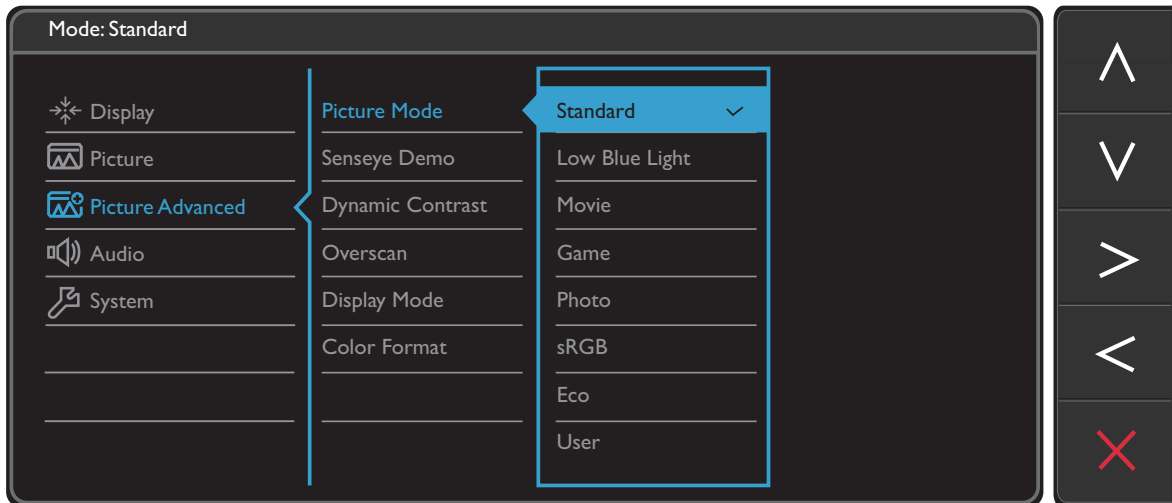 Mode: Standard
Display
Picture
Picture Advanced
Audio
System
Picture Mode
Senseye Demo
Dynamic Contrast
Overscan
Display Mode
Color Format
Standard
Low Blue Light
Movie
Game
Photo
sRGB
Eco
User